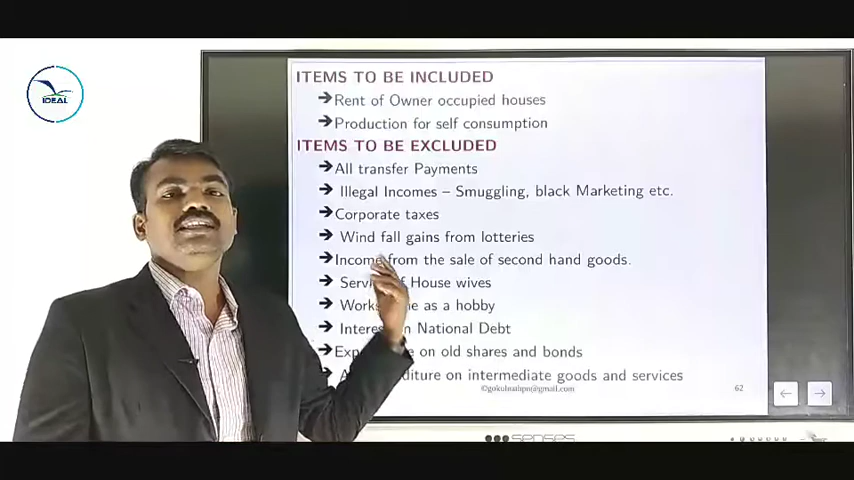 IDEAL
ITEMS TO BE INCLUDED
➔Rent of Owner occupied houses
➔Production for self consumption
ITEMS TO BE EXCLUDED
➔All transfer Payments
➔ Illegal Incomes – Smuggling, black Marketing etc.
➔Corporate taxes
➔ Wind fall gains from lotteries
➔Income from the sale of second hand goods.
➔ House wives
➔ as a hobby
➔ National Debt
➔ on old shares and bonds
➔ on intermediate goods and services
©gokulnathpn@gmail.com 62